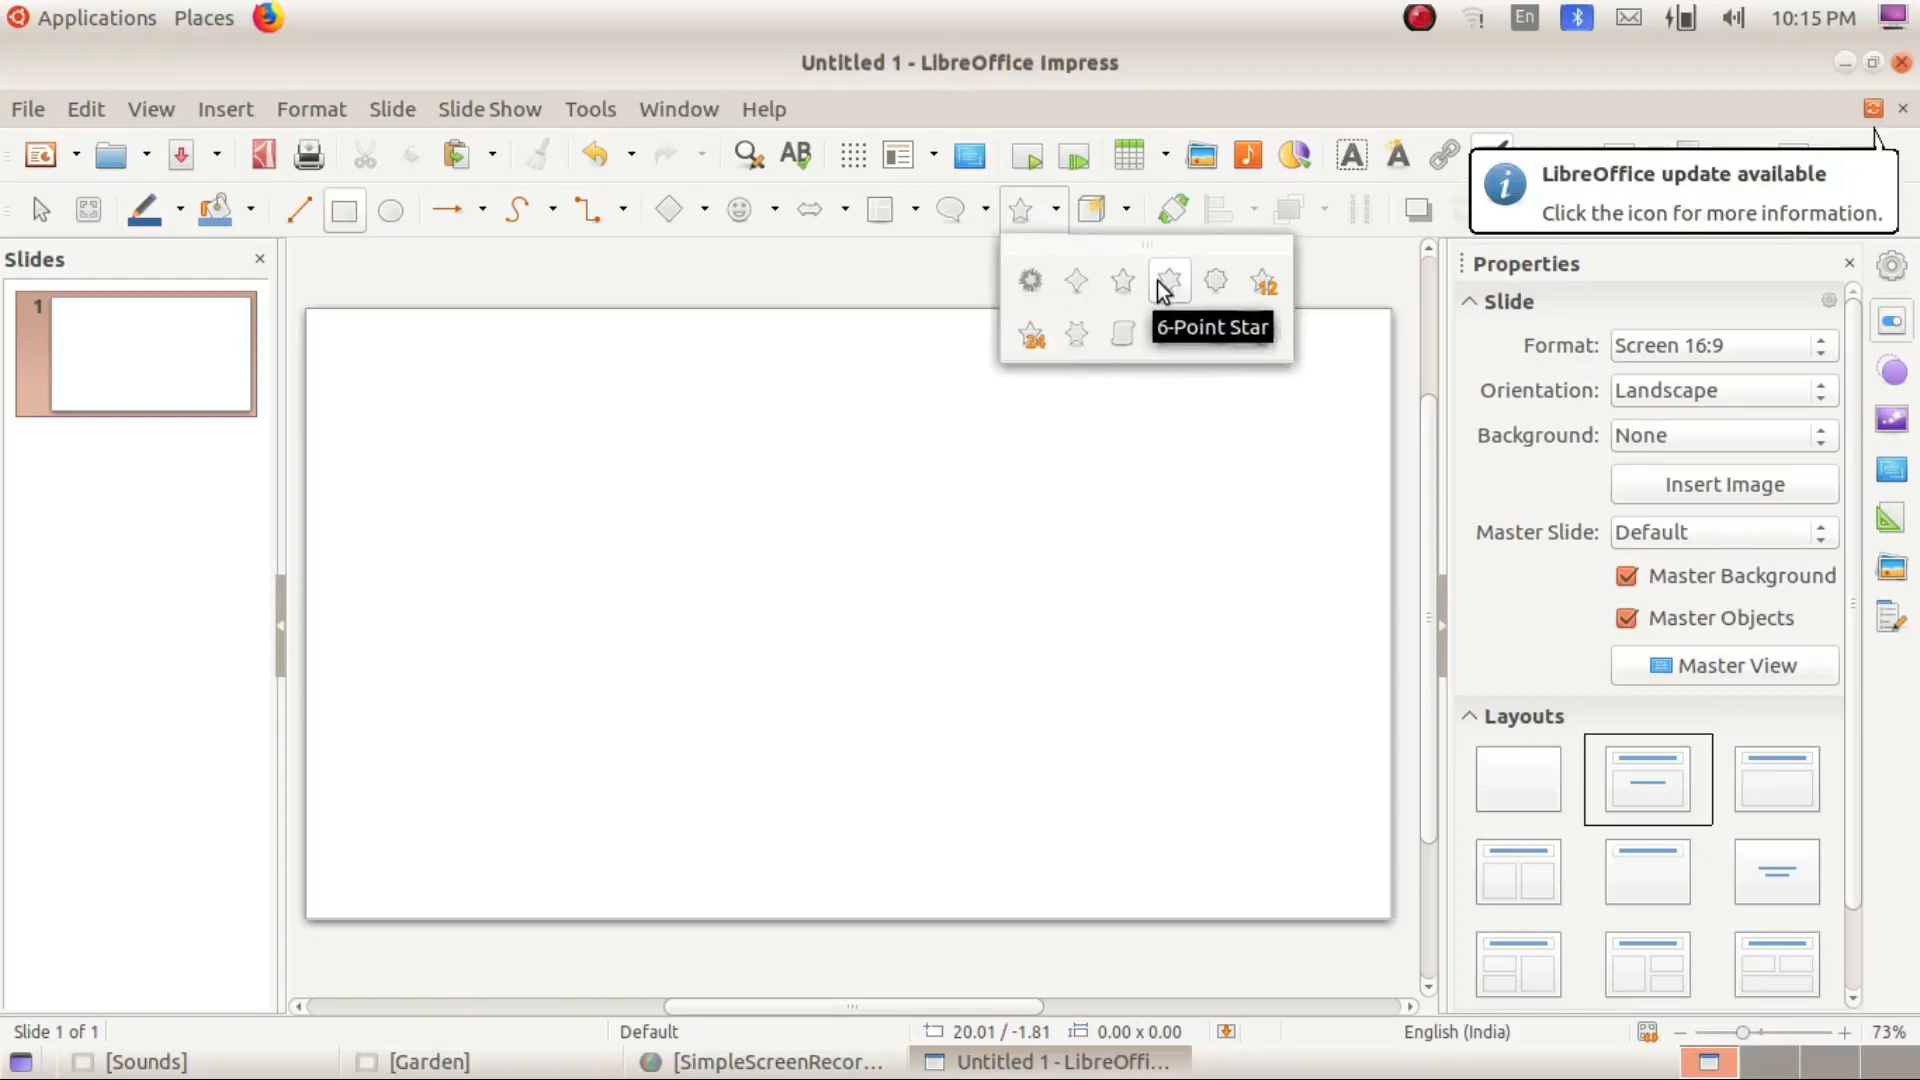 Applications Places
En
10:15 PM
Untitled 1 - LibreOffice Impress
File Edit View Insert Format Slide Slide Show Tools Window Help
LibreOffice update available
Click the icon for more information.
Slides
1
12
24
6-Point Star
Properties
Slide
Format: Screen 16:9
Orientation: Landscape
Background: None
Insert Image
Master Slide: Default
Master Background
Master Objects
Master View
Layouts
Slide 1 of 1
Default
20.01 / -1.81
0.00 x 0.00
English (India)
73%
[Sounds]
[Garden]
[SimpleScreenRecor...
Untitled 1 - LibreOffi...